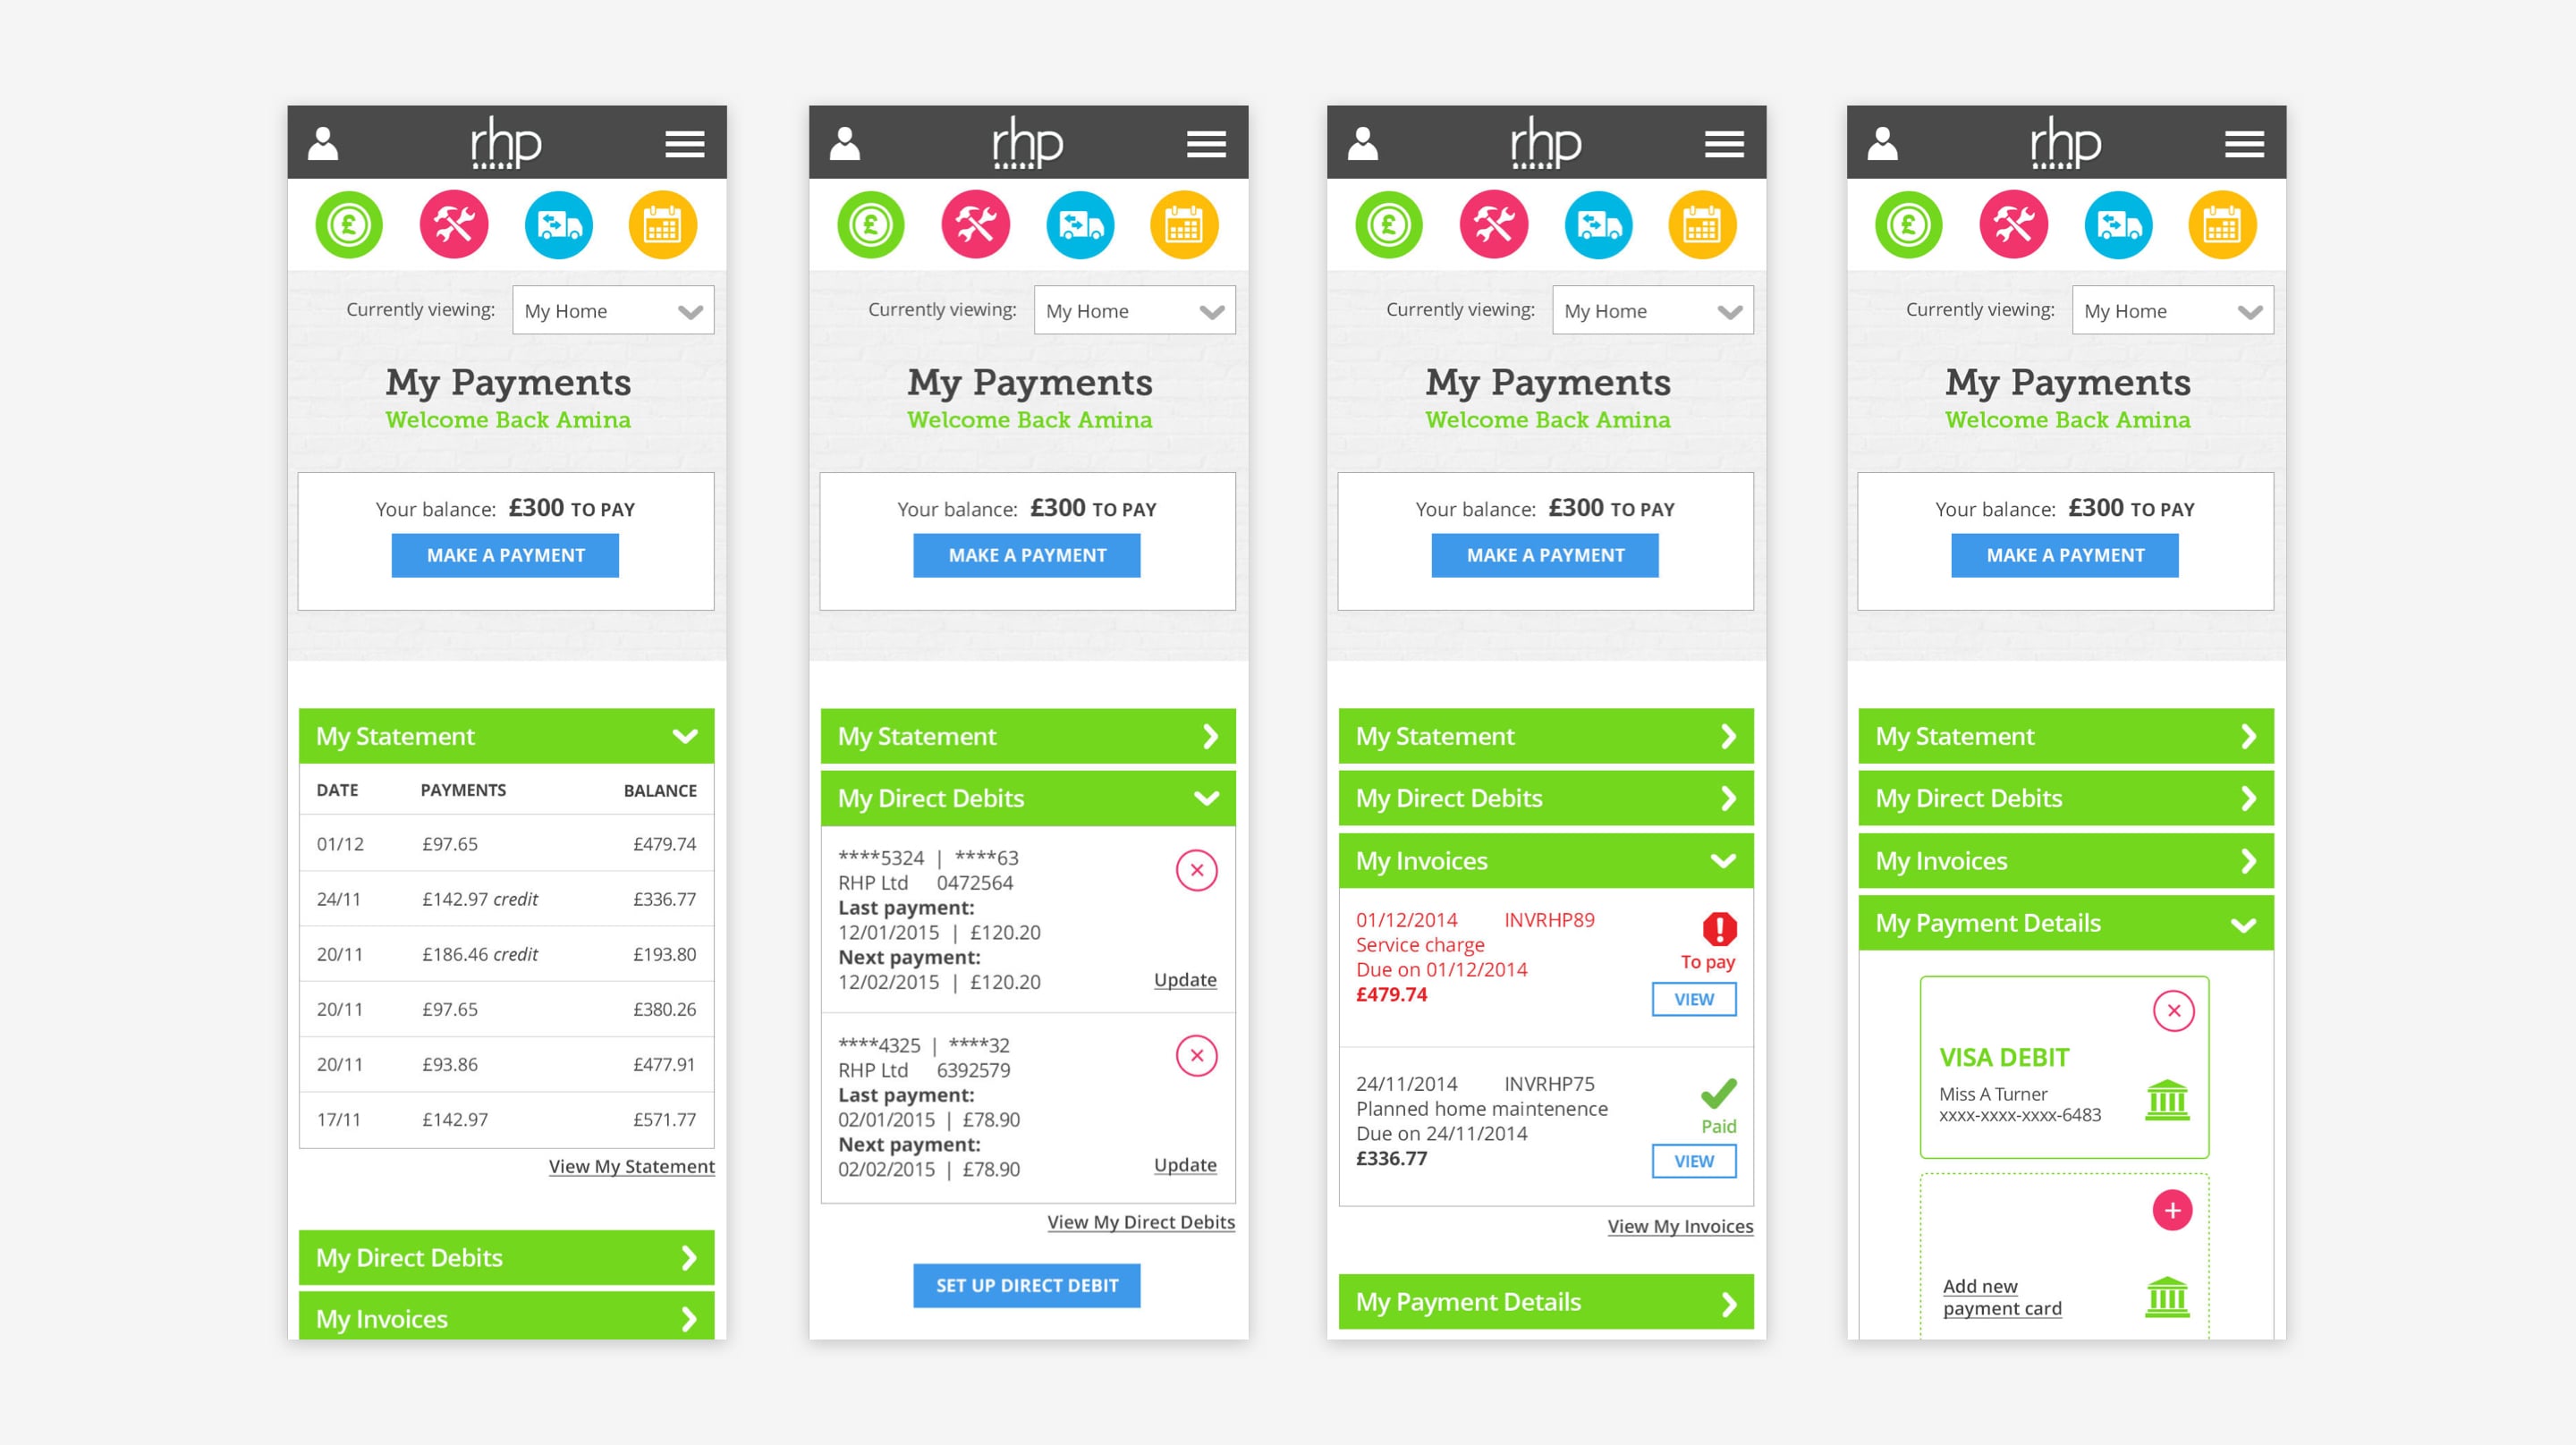 rhp
Currently viewing: My Home
My Payments
Welcome Back Amina
Your balance: £300 TO PAY
MAKE A PAYMENT
My Statement
DATE PAYMENTS BALANCE
01/12 £97.65 £479.74
24/11 £142.97 credit £336.77
20/11 £186.46 credit £193.80
20/11 £97.65 £380.26
20/11 £93.86 £477.91
17/11 £142.97 £571.77
View My Statement
My Direct Debits
My Invoices
rhp
Currently viewing: My Home
My Payments
Welcome Back Amina
Your balance: £300 TO PAY
MAKE A PAYMENT
My Statement
My Direct Debits
****5324 | ****63
RHP Ltd 0472564
Last payment:
12/01/2015 | £120.20
Next payment:
12/02/2015 | £120.20 Update
****4325 | ****32
RHP Ltd 6392579
Last payment:
02/01/2015 | £78.90
Next payment:
02/02/2015 | £78.90 Update
View My Direct Debits
SET UP DIRECT DEBIT
rhp
Currently viewing: My Home
My Payments
Welcome Back Amina
Your balance: £300 TO PAY
MAKE A PAYMENT
My Statement
My Direct Debits
My Invoices
01/12/2014 INVRHP89
Service charge
To pay
Due on 01/12/2014
£479.74
VIEW
24/11/2014 INVRHP75
Planned home maintenence
Paid
Due on 24/11/2014
£336.77
VIEW
View My Invoices
My Payment Details
rhp
Currently viewing: My Home
My Payments
Welcome Back Amina
Your balance: £300 TO PAY
MAKE A PAYMENT
My Statement
My Direct Debits
My Invoices
My Payment Details
VISA DEBIT
Miss A Turner
xxxx-xxxx-xxxx-6483
Add new
payment card